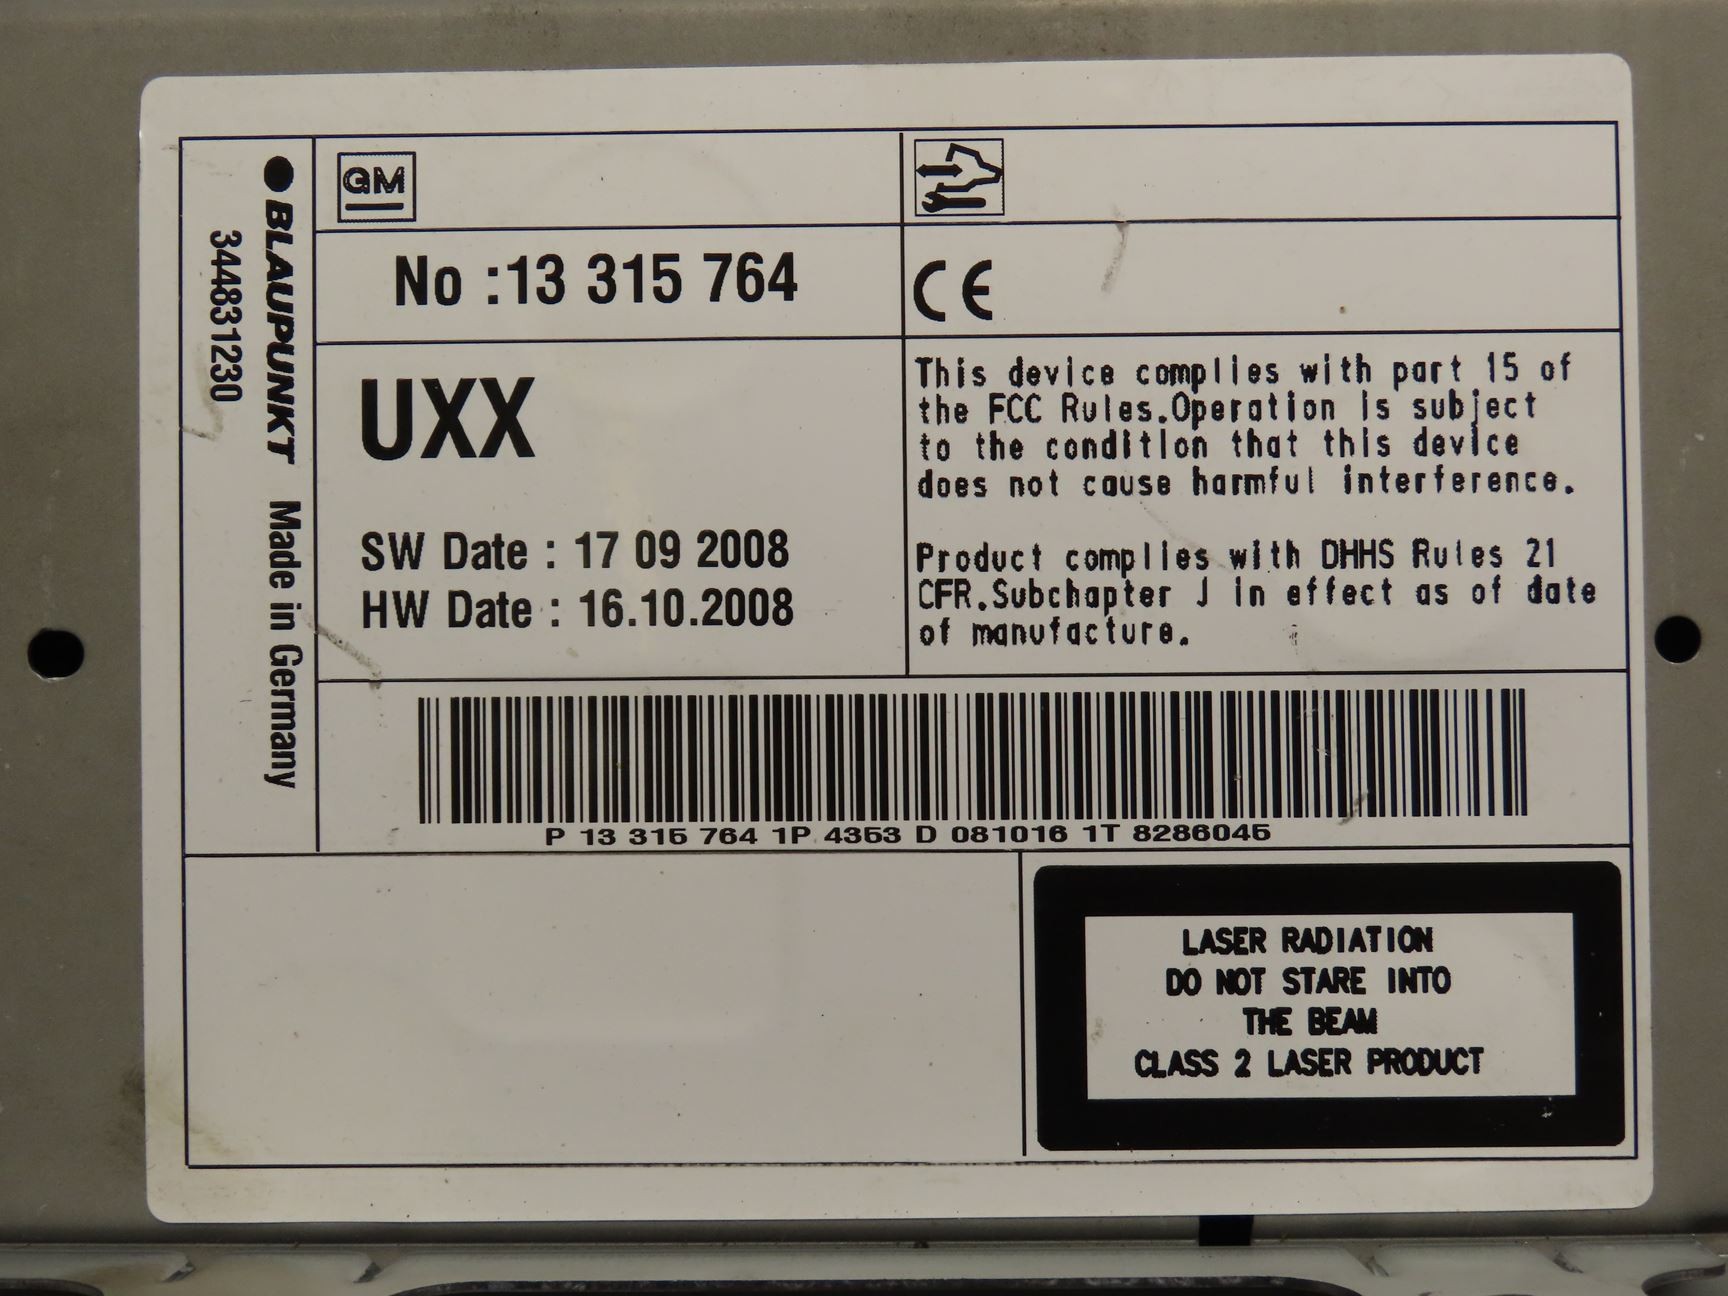 GM
BLAUPUNKT Made in Germany
344831230
No :13 315 764
CE
UXX
SW Date : 17 09 2008
HW Date : 16.10.2008
This device complies with part 15 of
the FCC Rules.Operation is subject
to the condition that this device
does not cause harmful interference.
Product complies with DHHS Rules 21
CFR.Subchapter J in effect as of date
of manufacture.
P 13 315 764 1P 4353 D 081016 1T 8286045
LASER RADIATION
DO NOT STARE INTO
THE BEAM
CLASS 2 LASER PRODUCT